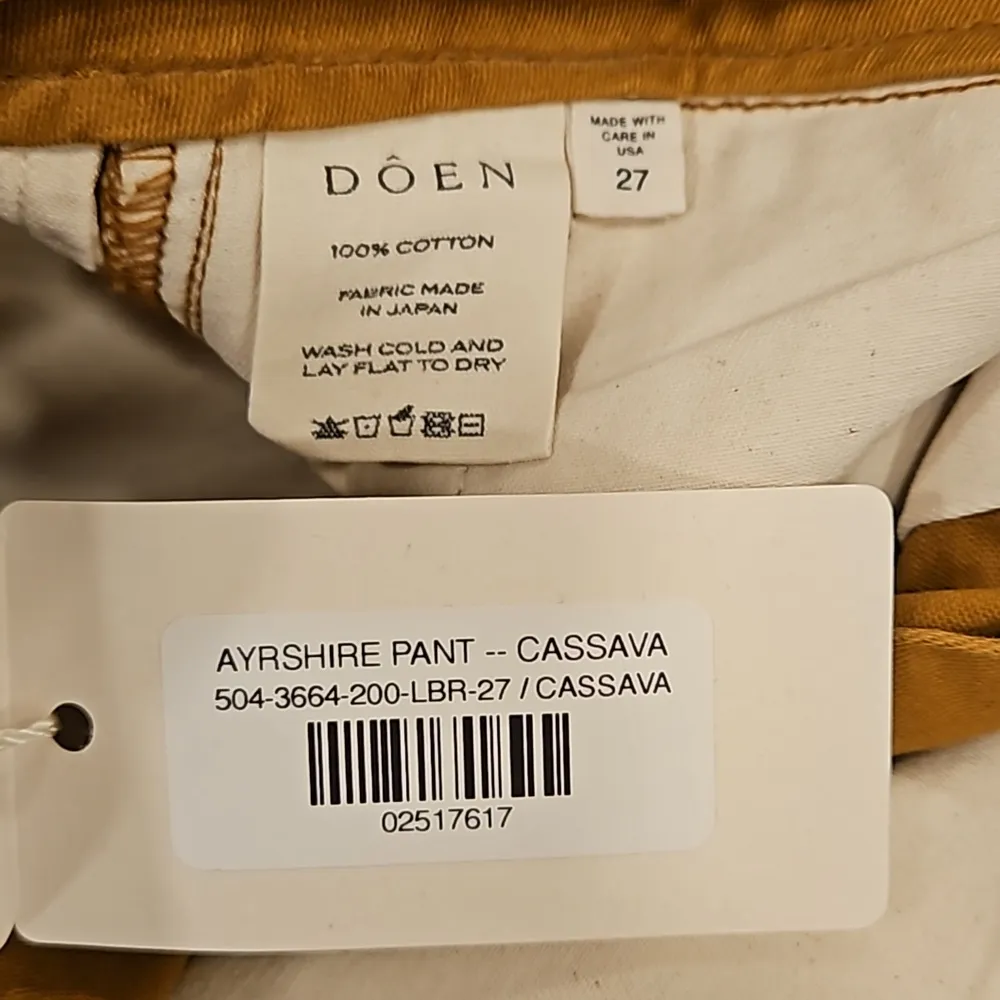 DÔEN
100% COTTON
FABRIC MADE
IN JAPAN
WASH COLD AND
LAY FLAT TO DRY
MADE WITH
CARE IN
USA
27
AYRSHIRE PANT -- CASSAVA
504-3664-200-LBR-27 / CASSAVA
02517617